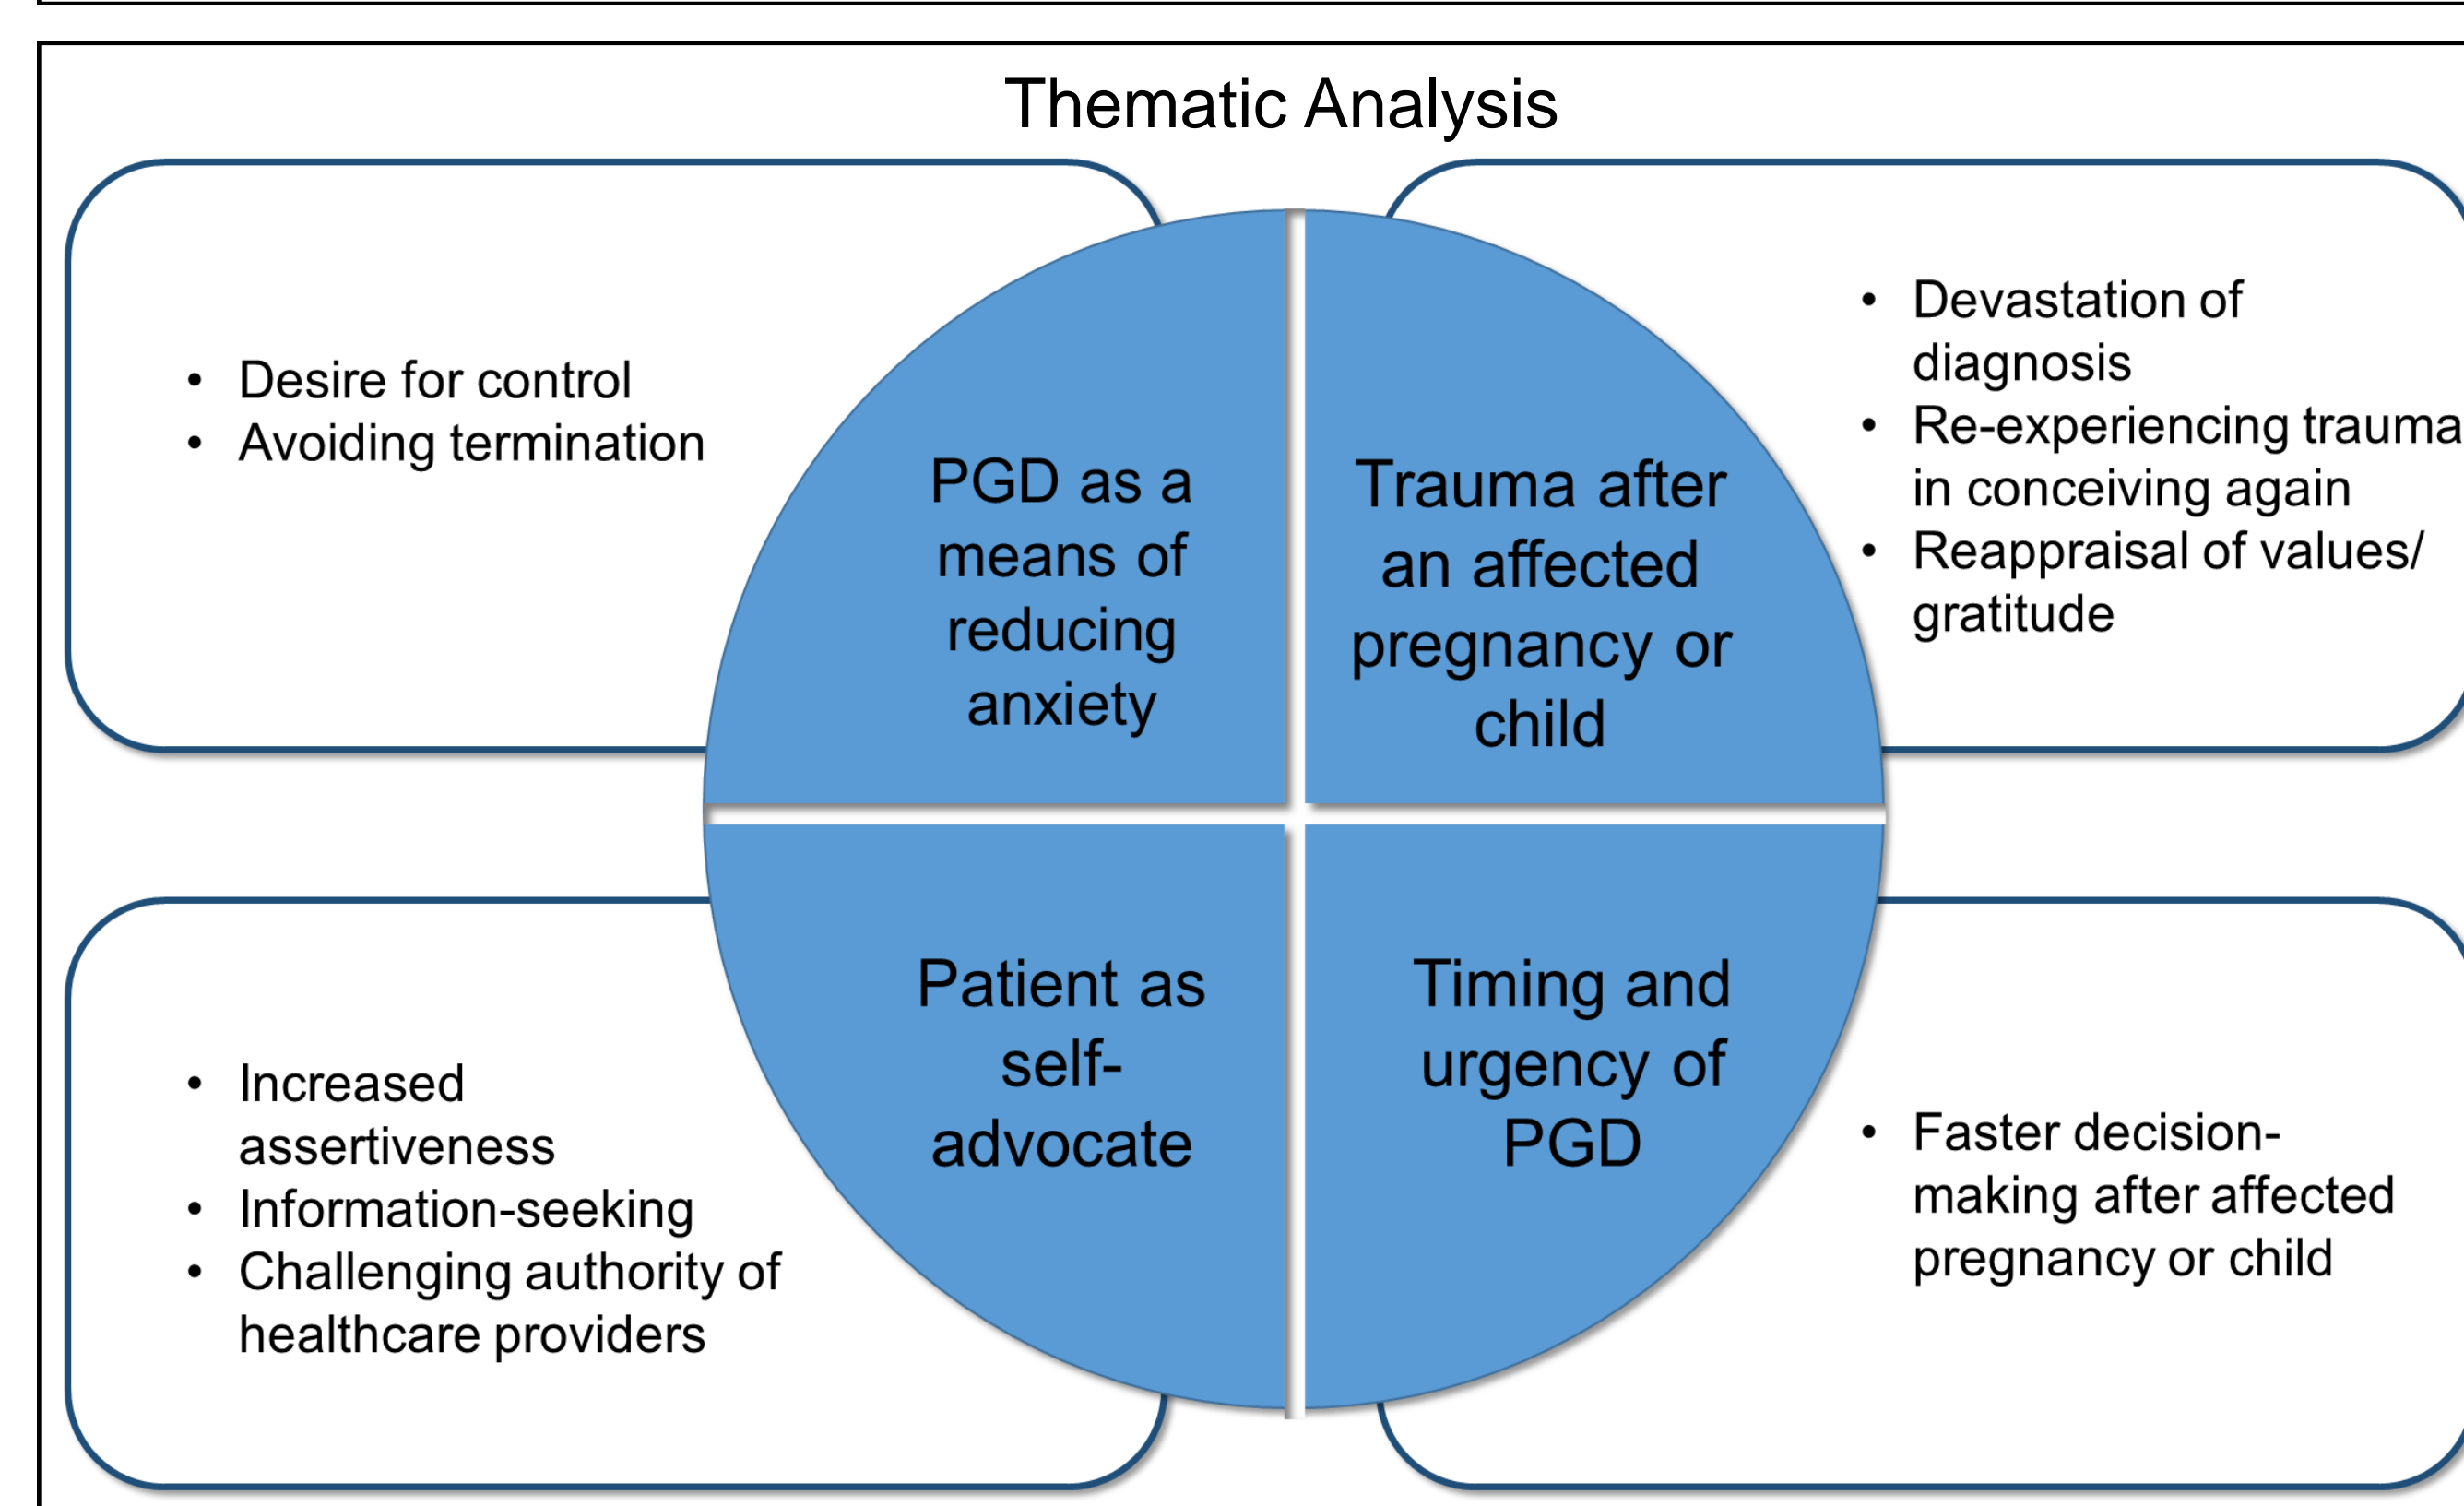 Thematic Analysis
• Desire for control
• Avoiding termination
PGD as a
means of
reducing
anxiety
Trauma after
an affected
pregnancy or
child
• Devastation of
diagnosis
• Re-experiencing trauma
in conceiving again
• Reappraisal of values/
gratitude
• Increased
assertiveness
• Information-seeking
• Challenging authority of
healthcare providers
Patient as
self-
advocate
Timing and
urgency of
PGD
• Faster decision-
making after affected
pregnancy or child